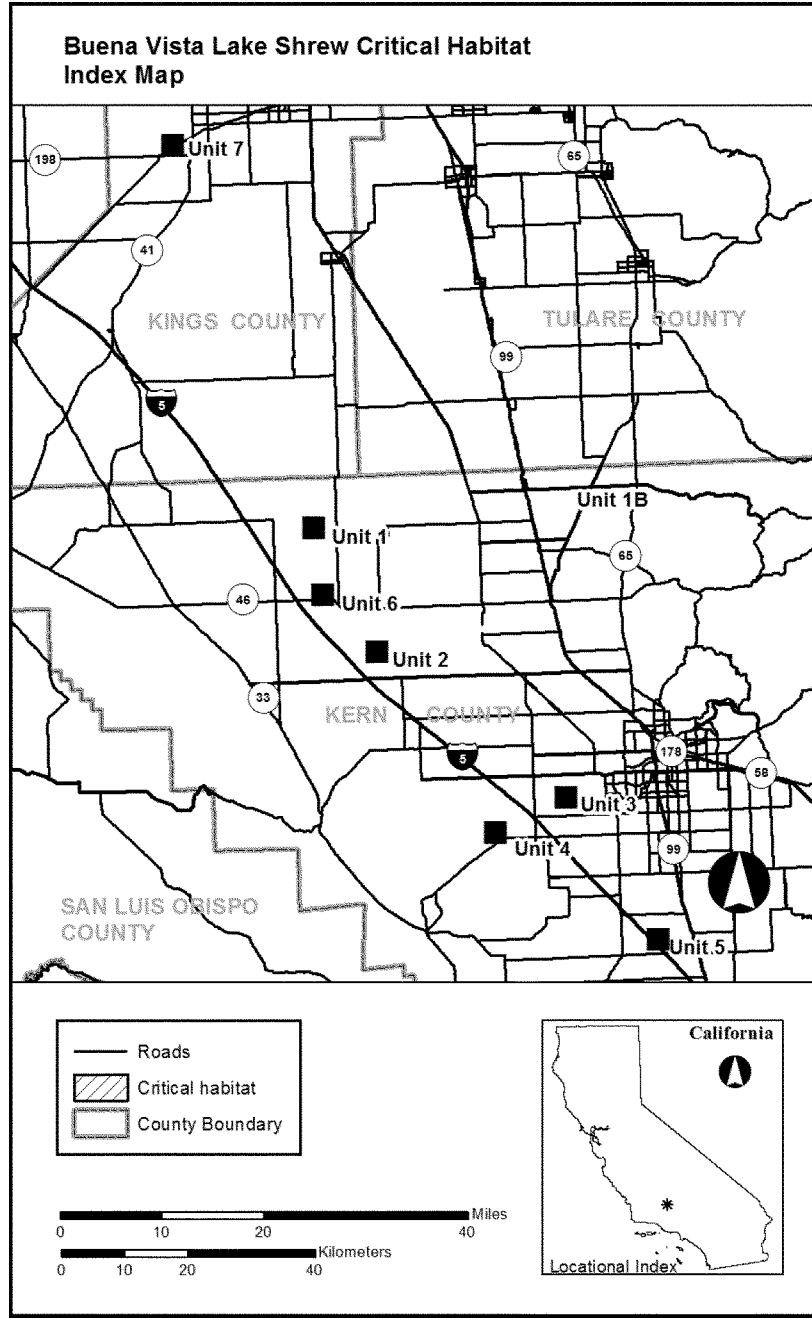 Buena Vista Lake Shrew Critical Habitat
Index Map
Unit 7
198
65
41
KINGS COUNTY
TULARE COUNTY
99
5
Unit 1B
Unit 1
65
46
Unit 6
Unit 2
33
KERN COUNTY
178
5
58
Unit 3
Unit 4
99
SAN LUIS OBISPO
COUNTY
Unit 5
Roads
Critical habitat
County Boundary
California
Locational Index
Miles
0 10 20 40
Kilometers
0 10 20 40